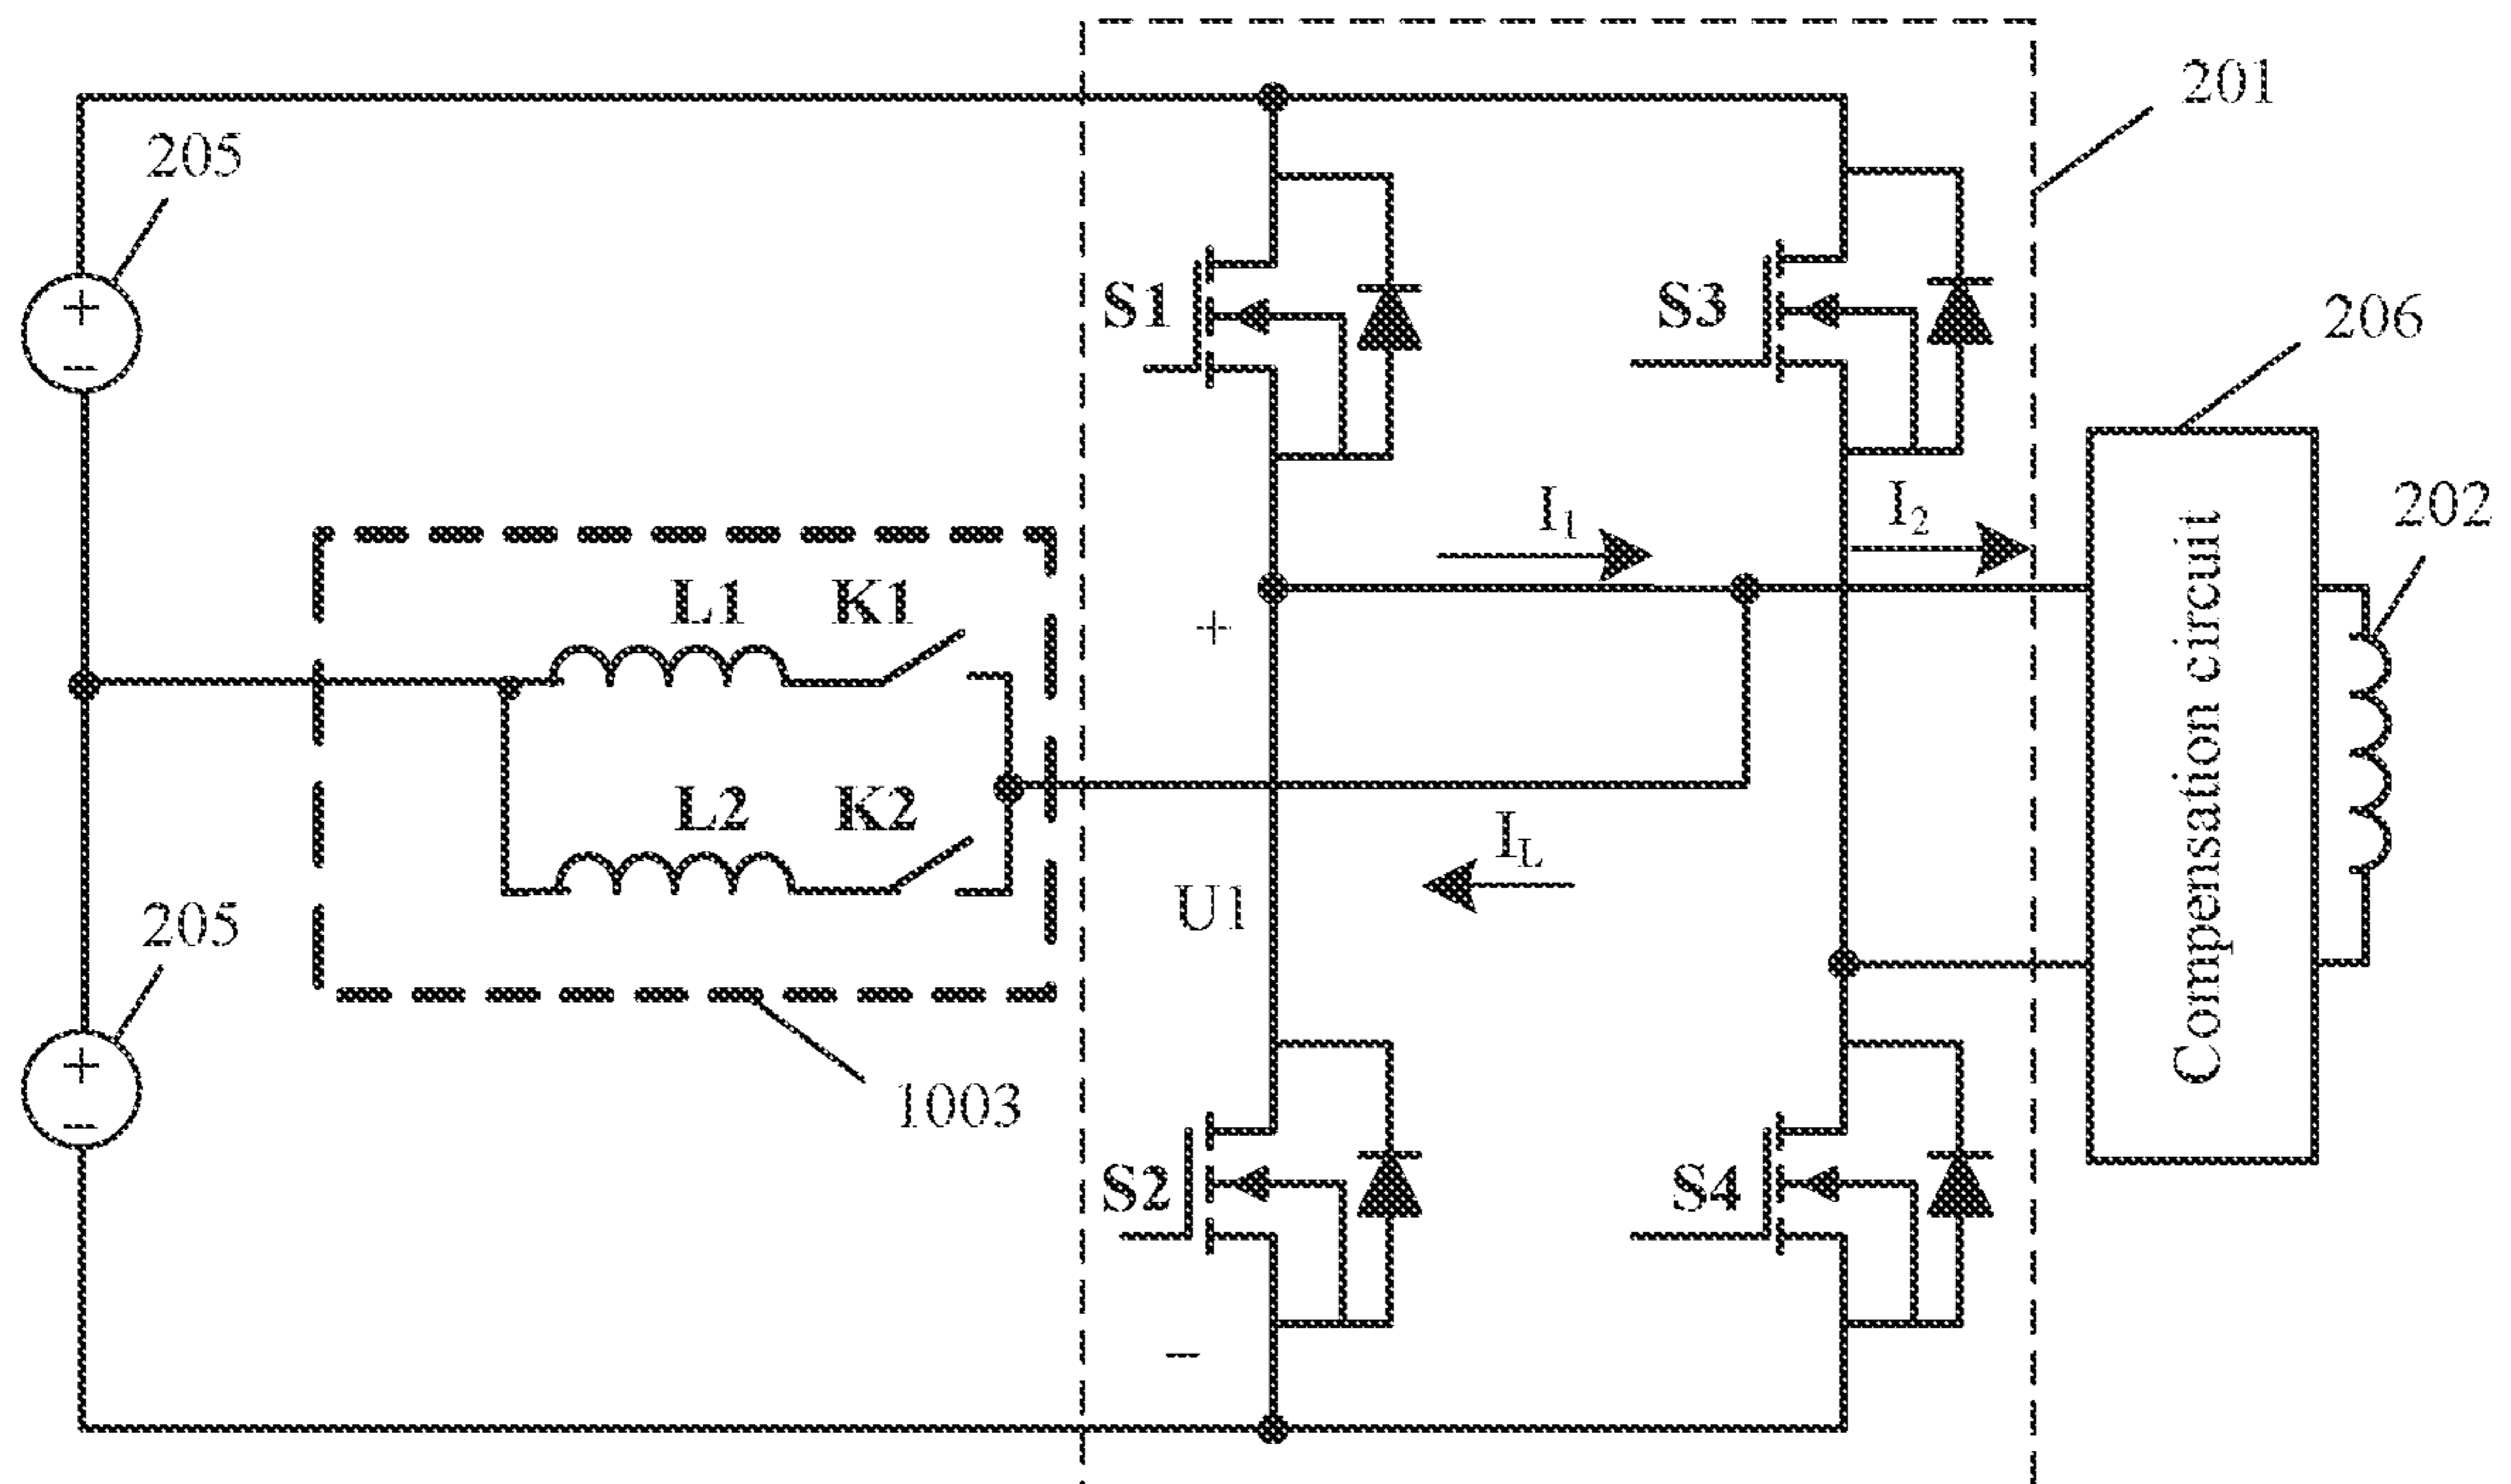 201
205
+
−
S1
S3
206
I₁
I₂
202
L1
K1
+
Compensation circuit
L2
K2
I_L
U1
205
+
−
1003
S2
S4
−